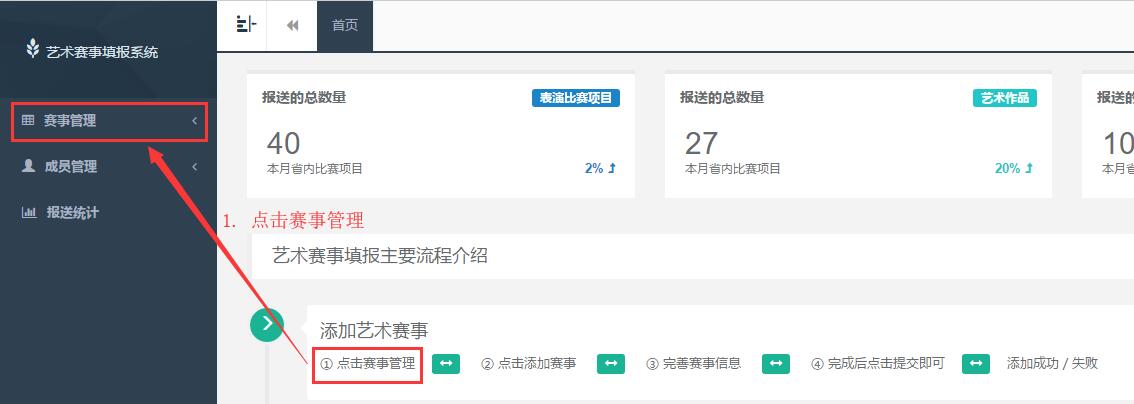 艺术赛事填报系统
首页
赛事管理
成员管理
报送统计
报送的总数量
表演比赛项目
40
本月省内比赛项目
2%
报送的总数量
艺术作品
27
本月省内比赛项目
20%
报送的
10
本月省
1. 点击赛事管理
艺术赛事填报主要流程介绍
添加艺术赛事
① 点击赛事管理
② 点击添加赛事
③ 完善赛事信息
④ 完成后点击提交即可
添加成功 / 失败